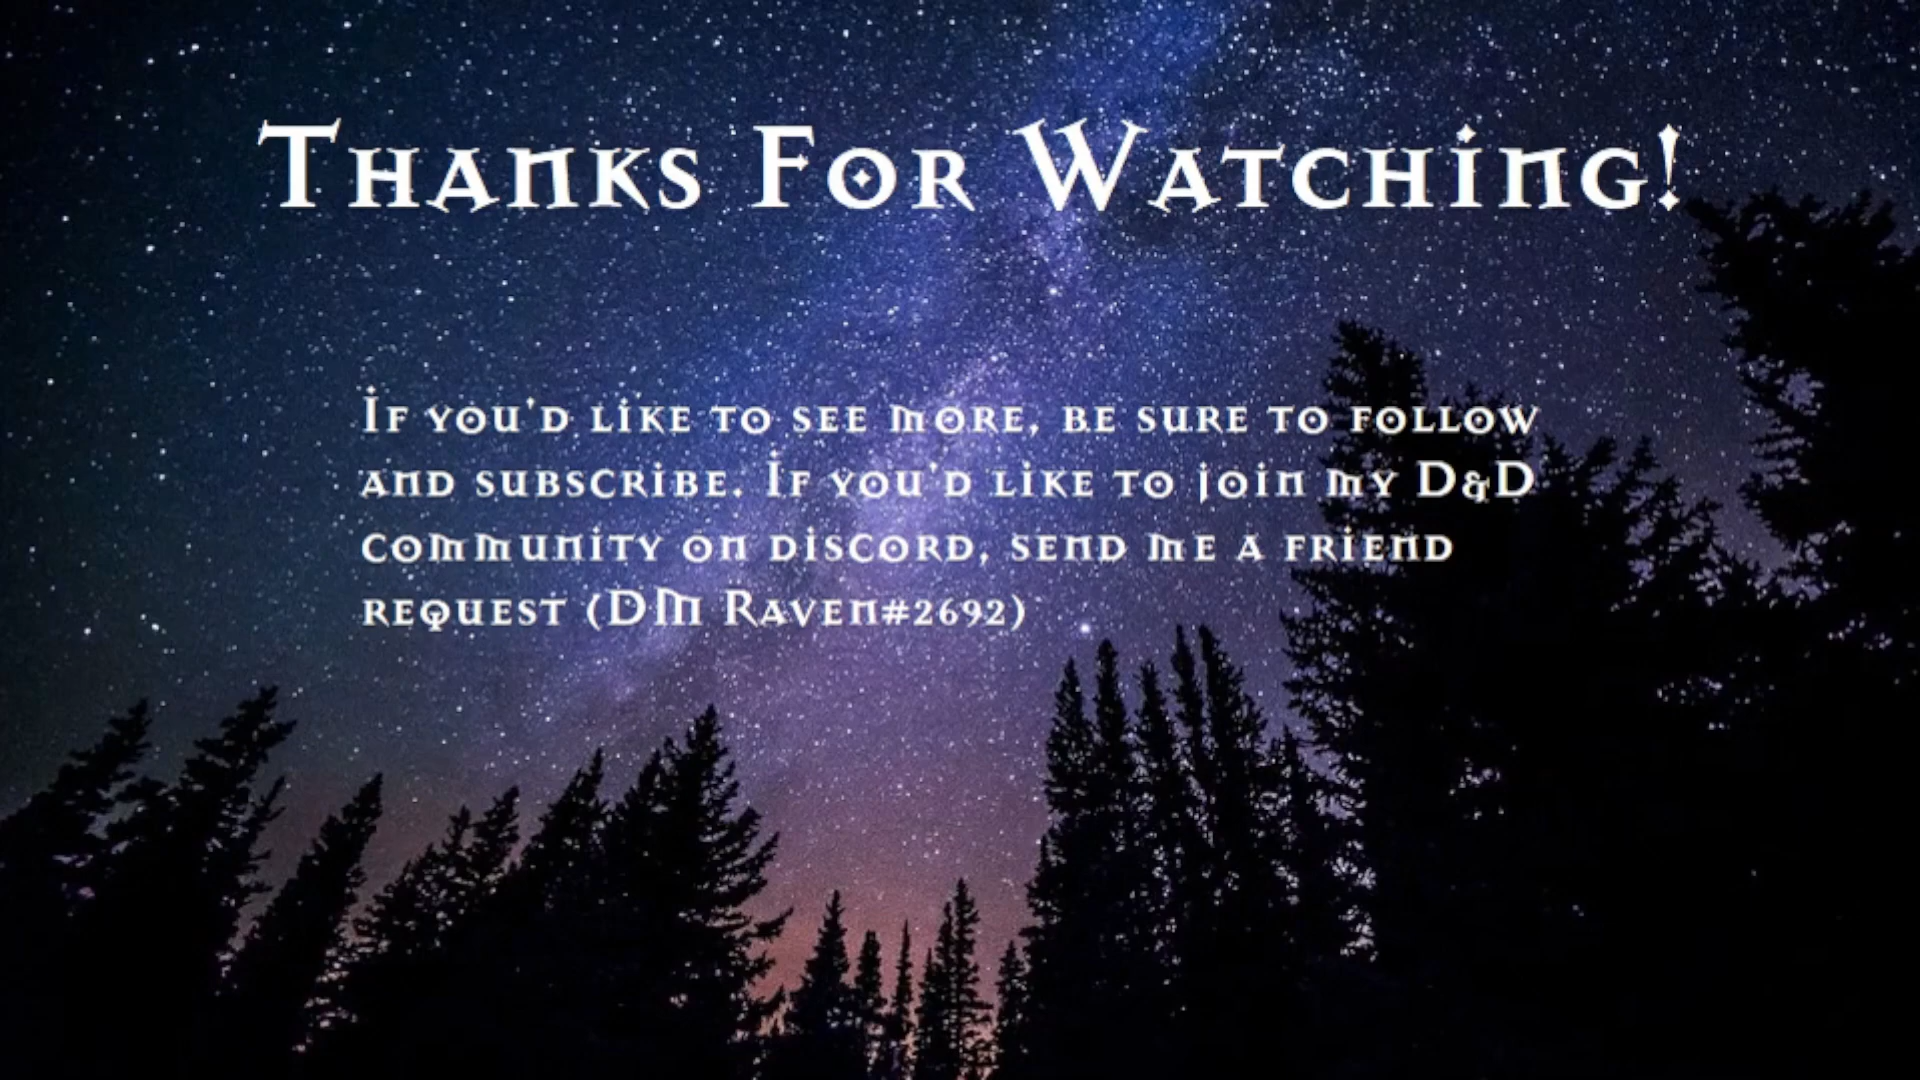 Thanks For Watching!
If you'd like to see more, be sure to follow
and subscribe. If you'd like to join my D&D
community on discord, send me a friend
request (DM Raven#2692)